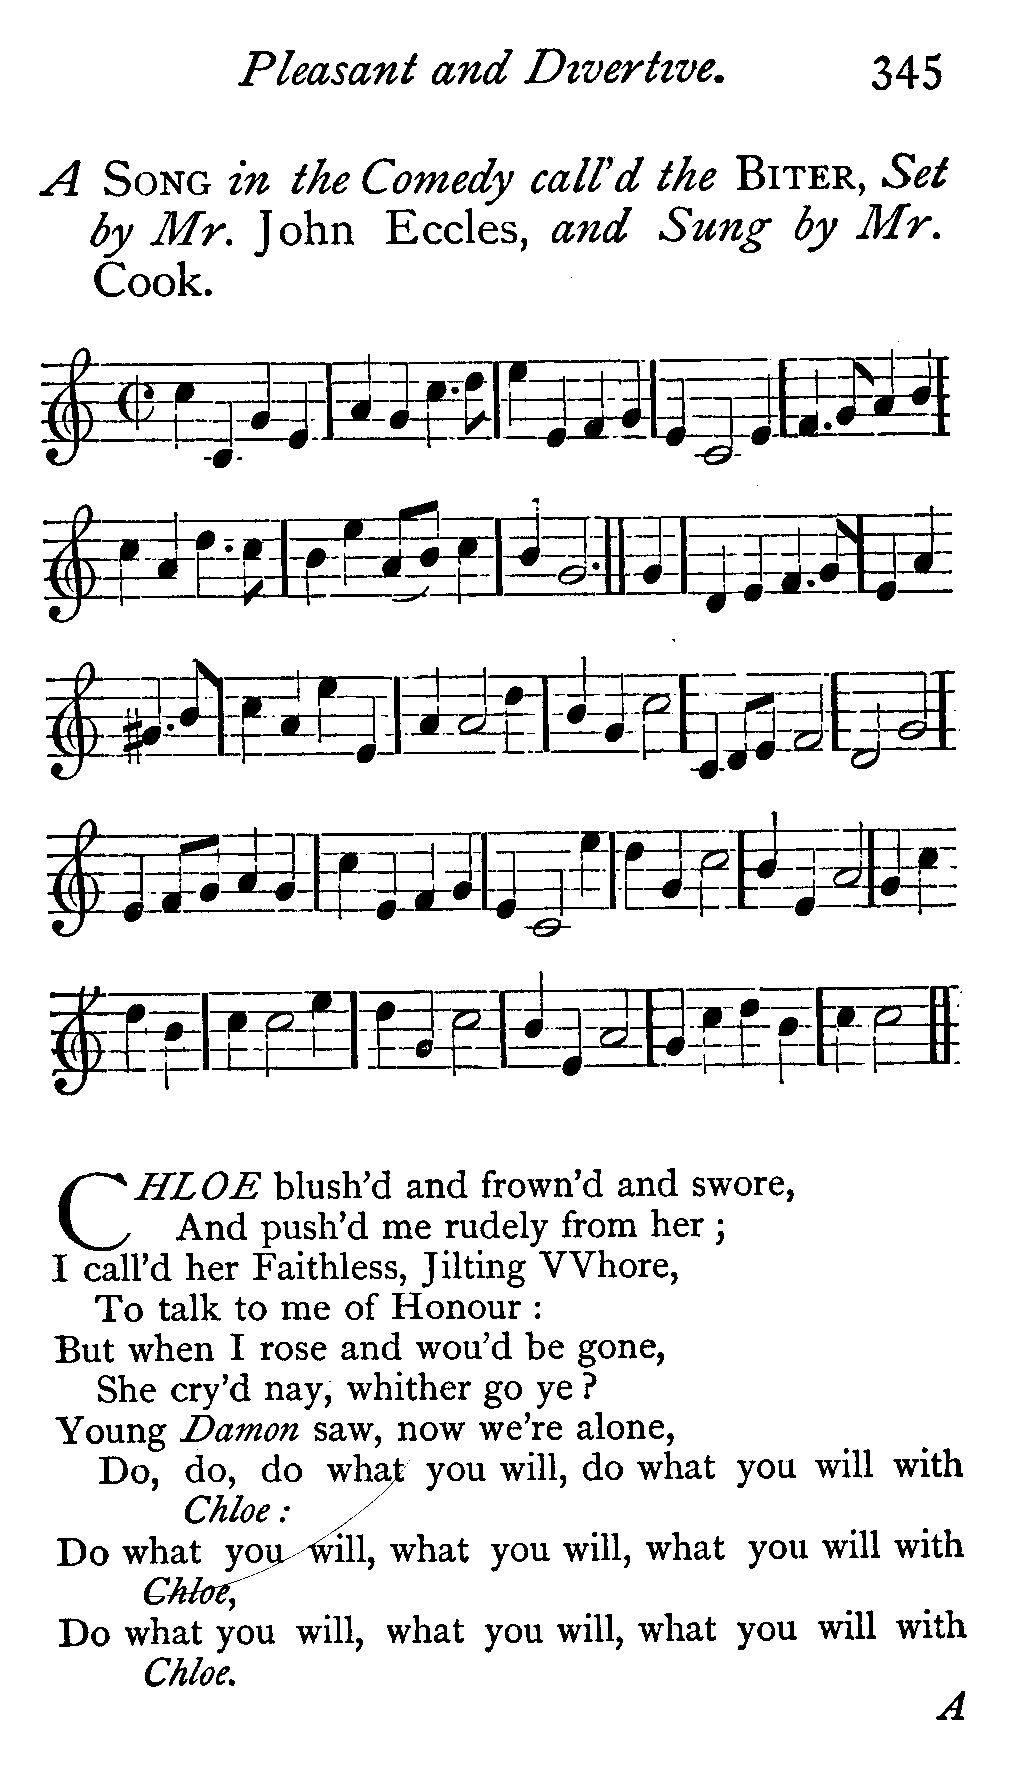 Pleasant and Divertive. 345
A SONG in the Comedy call'd the BITER, Set
by Mr. John Eccles, and Sung by Mr.
Cook.
CHLOE blush'd and frown'd and swore,
And push'd me rudely from her ;
I call'd her Faithless, Jilting VVhore,
To talk to me of Honour :
But when I rose and wou'd be gone,
She cry'd nay, whither go ye ?
Young Damon saw, now we're alone,
Do, do, do what you will, do what you will with
Chloe :
Do what you will, what you will, what you will with
Chloe,
Do what you will, what you will, what you will with
Chloe.
A